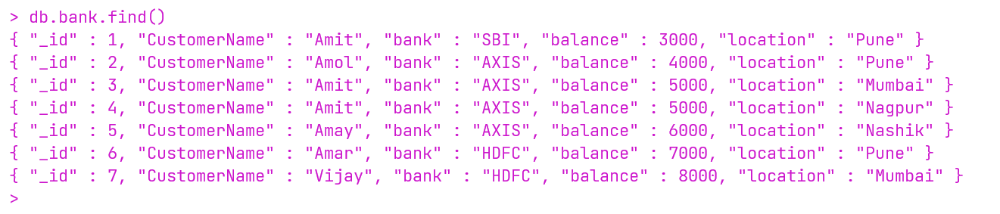 > db.bank.find()
{ "_id" : 1, "CustomerName" : "Amit", "bank" : "SBI", "balance" : 3000, "location" : "Pune" }
{ "_id" : 2, "CustomerName" : "Amol", "bank" : "AXIS", "balance" : 4000, "location" : "Pune" }
{ "_id" : 3, "CustomerName" : "Amit", "bank" : "AXIS", "balance" : 5000, "location" : "Mumbai" }
{ "_id" : 4, "CustomerName" : "Amit", "bank" : "AXIS", "balance" : 5000, "location" : "Nagpur" }
{ "_id" : 5, "CustomerName" : "Amay", "bank" : "AXIS", "balance" : 6000, "location" : "Nashik" }
{ "_id" : 6, "CustomerName" : "Amar", "bank" : "HDFC", "balance" : 7000, "location" : "Pune" }
{ "_id" : 7, "CustomerName" : "Vijay", "bank" : "HDFC", "balance" : 8000, "location" : "Mumbai" }
>